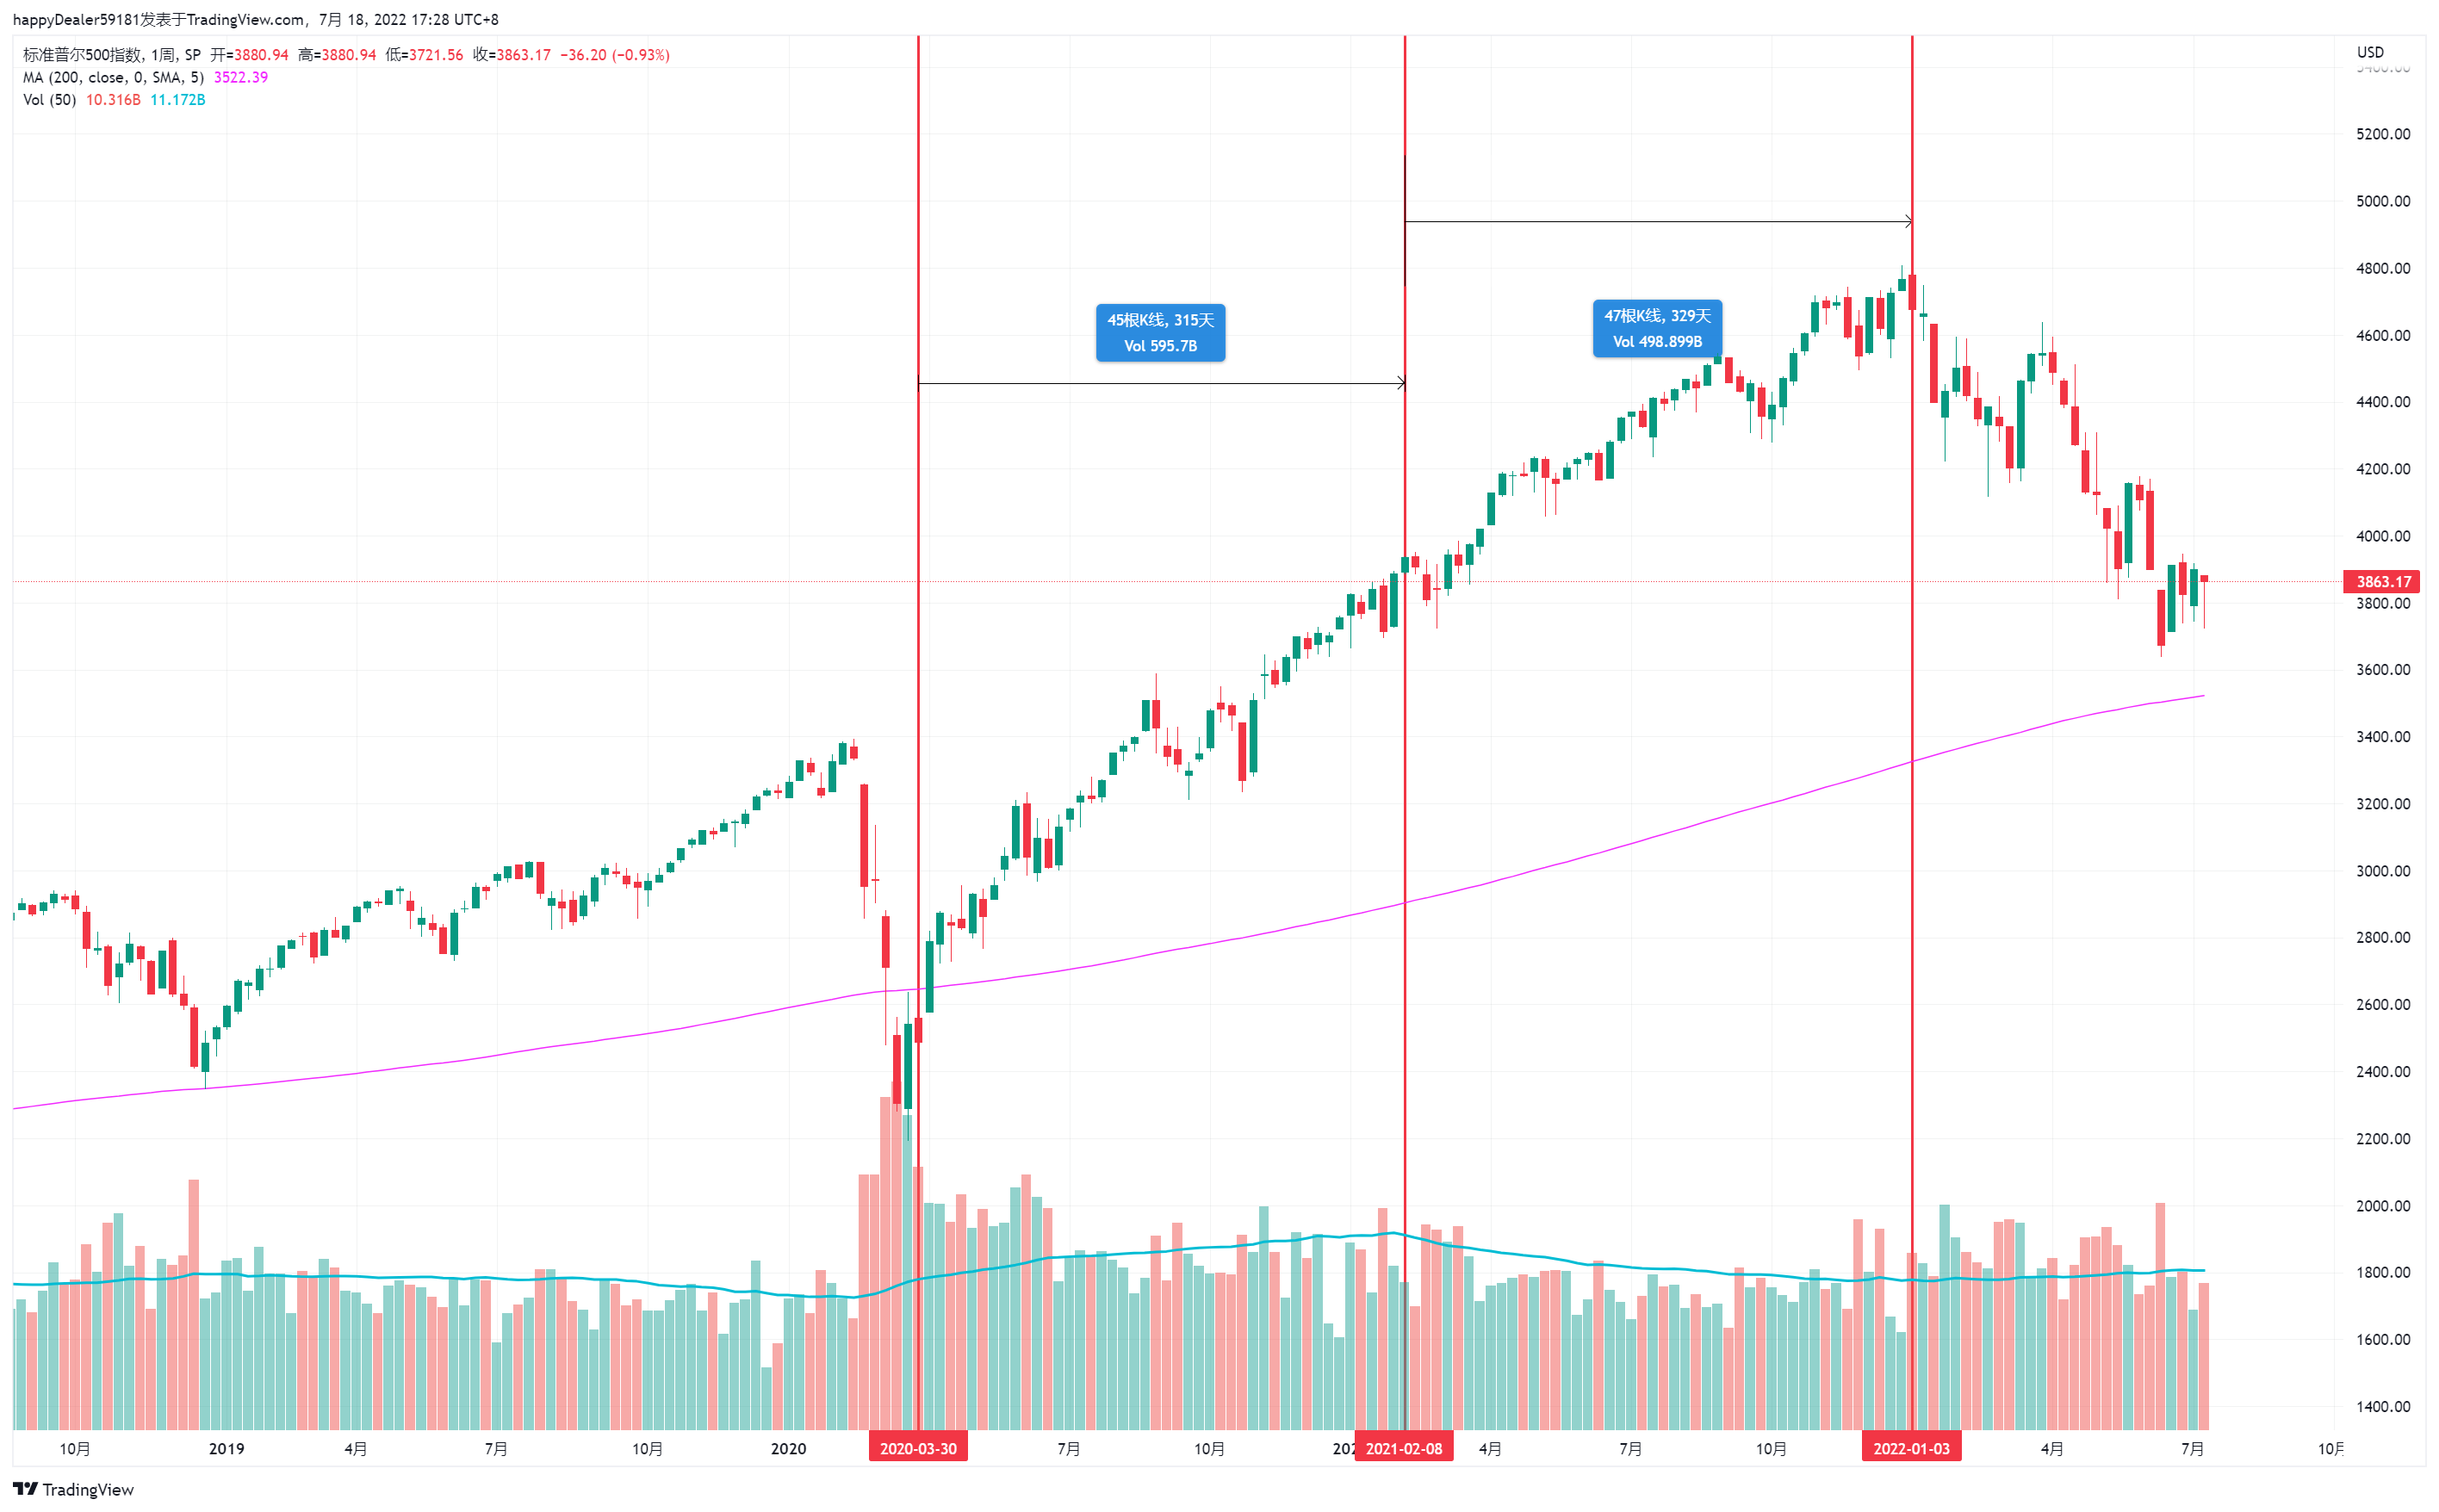 happyDealer59181发表于TradingView.com, 7月 18, 2022 17:28 UTC+8
标准普尔500指数, 1周, SP 开=3880.94 高=3880.94 低=3721.56 收=3863.17 −36.20 (−0.93%)
MA (200, close, 0, SMA, 5) 3522.39
Vol (50) 10.316B 11.172B
USD
5400.00
5200.00
5000.00
4800.00
4600.00
4400.00
4200.00
4000.00
3863.17
3800.00
3600.00
3400.00
3200.00
3000.00
2800.00
2600.00
2400.00
2200.00
2000.00
1800.00
1600.00
1400.00
45根K线, 315天
Vol 595.7B
47根K线, 329天
Vol 498.899B
10月 2019 4月 7月 10月 2020 2020-03-30 7月 10月 202 2021-02-08 4月 7月 10月 2022-01-03 4月 7月 10月
TradingView